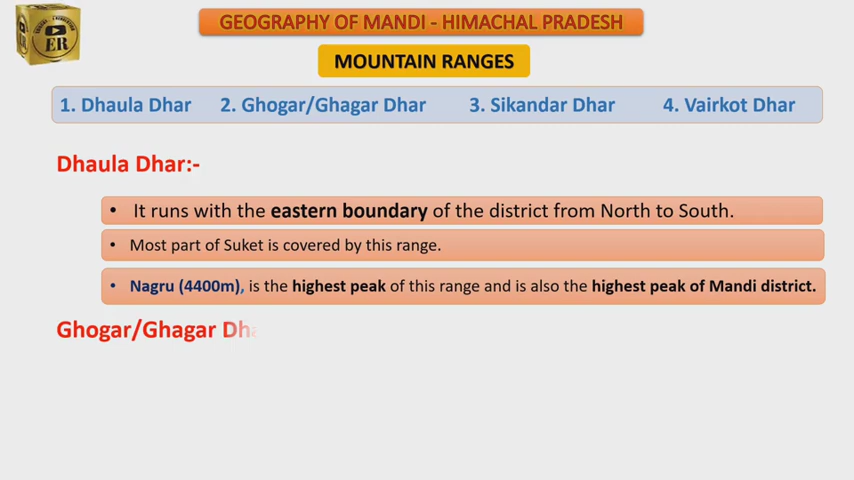 GEOGRAPHY OF MANDI - HIMACHAL PRADESH
ER
MOUNTAIN RANGES
1. Dhaula Dhar 2. Ghogar/Ghagar Dhar 3. Sikandar Dhar 4. Vairkot Dhar
Dhaula Dhar:-
• It runs with the eastern boundary of the district from North to South.
• Most part of Suket is covered by this range.
• Nagru (4400m), is the highest peak of this range and is also the highest peak of Mandi district.
Ghogar/Ghagar Dha